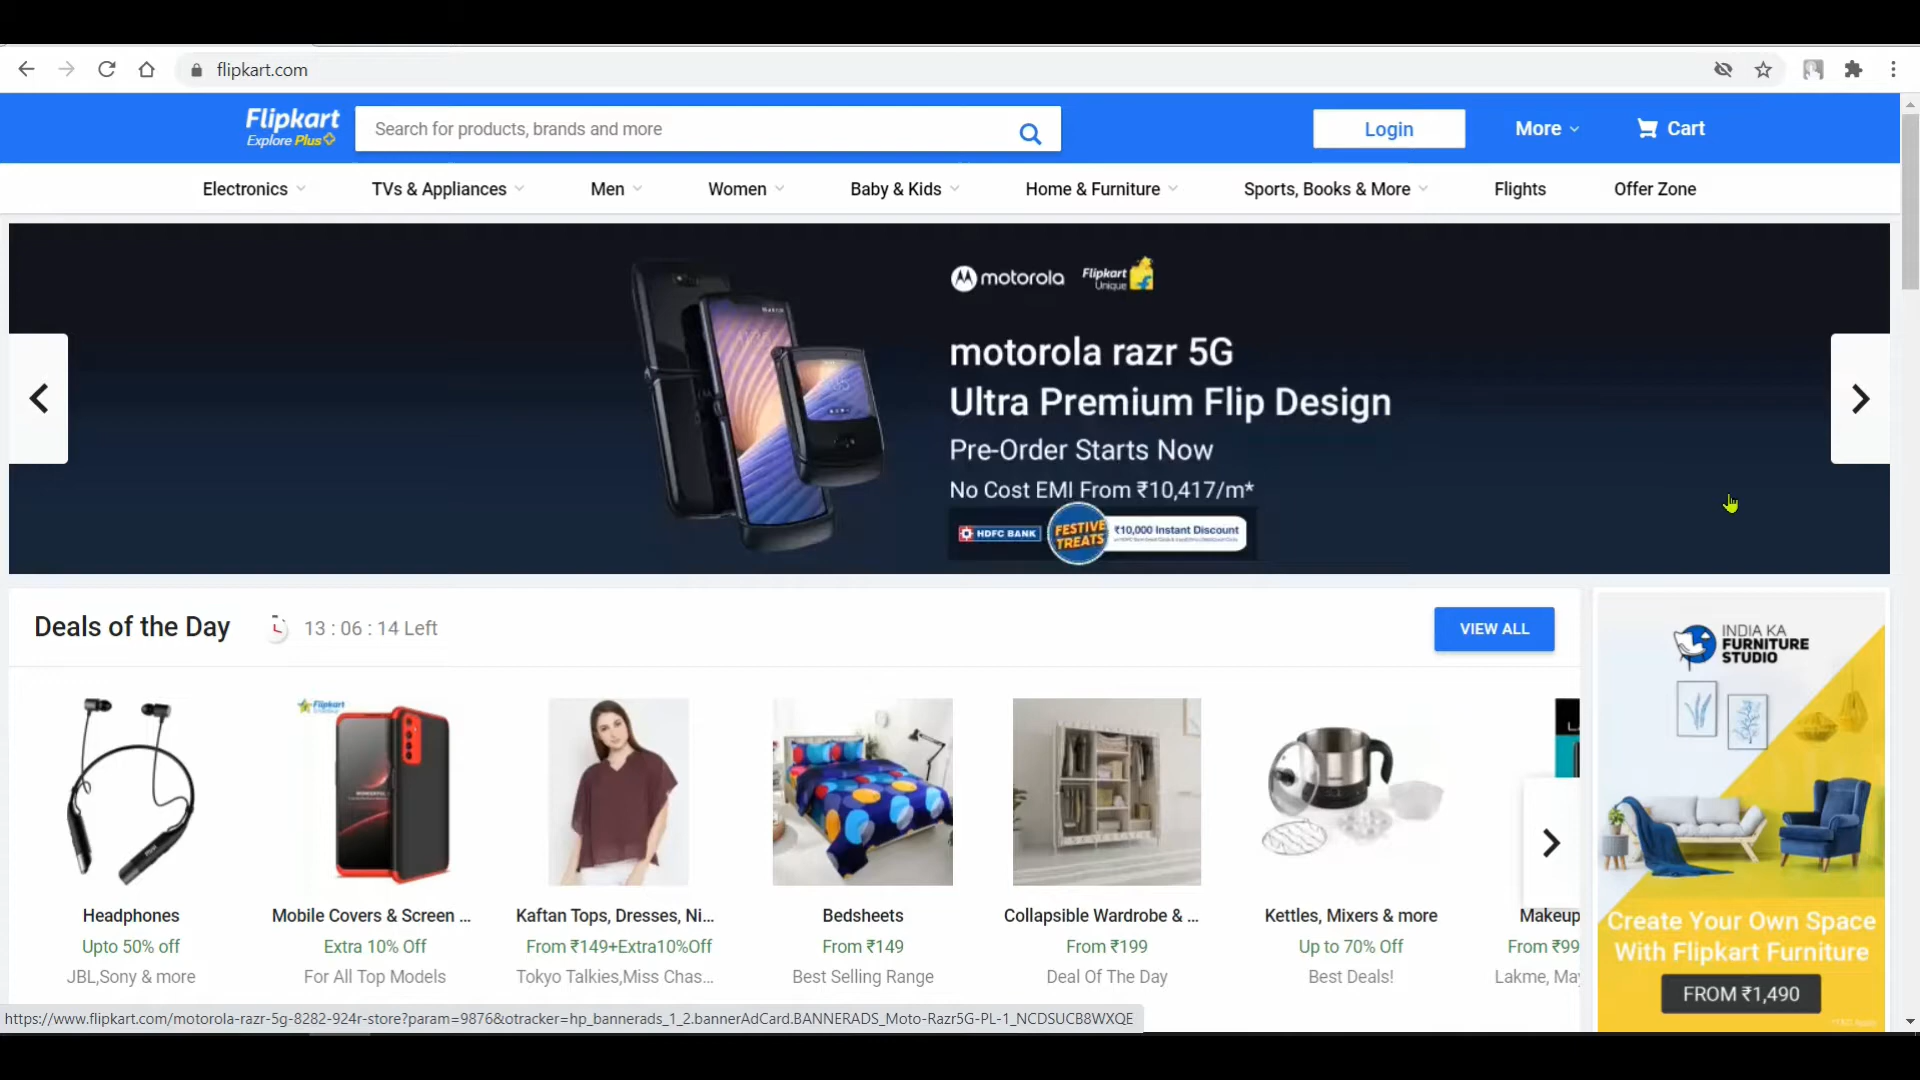 flipkart.com
Flipkart
Explore Plus
Search for products, brands and more
Login
More
Cart
Electronics
TVs & Appliances
Men
Women
Baby & Kids
Home & Furniture
Sports, Books & More
Flights
Offer Zone
motorola
Flipkart
Unique
motorola razr 5G
Ultra Premium Flip Design
Pre-Order Starts Now
No Cost EMI From ₹10,417/m*
HDFC BANK
FESTIVE
TREATS
₹10,000 Instant Discount
Deals of the Day
13 : 06 : 14 Left
VIEW ALL
INDIA KA
FURNITURE
STUDIO
Flipkart
Headphones
Upto 50% off
JBL,Sony & more
Mobile Covers & Screen ...
Extra 10% Off
For All Top Models
Kaftan Tops, Dresses, Ni...
From ₹149+Extra10%Off
Tokyo Talkies,Miss Chas...
Bedsheets
From ₹149
Best Selling Range
Collapsible Wardrobe & ...
From ₹199
Deal Of The Day
Kettles, Mixers & more
Up to 70% Off
Best Deals!
Makeup
From ₹99
Lakme, Ma
Create Your Own Space
With Flipkart Furniture
FROM ₹1,490
https://www.flipkart.com/motorola-razr-5g-8282-924r-store?param=9876&otracker=hp_bannerads_1_2.bannerAdCard.BANNERADS_Moto-Razr5G-PL-1_NCDSUCB8WXQE